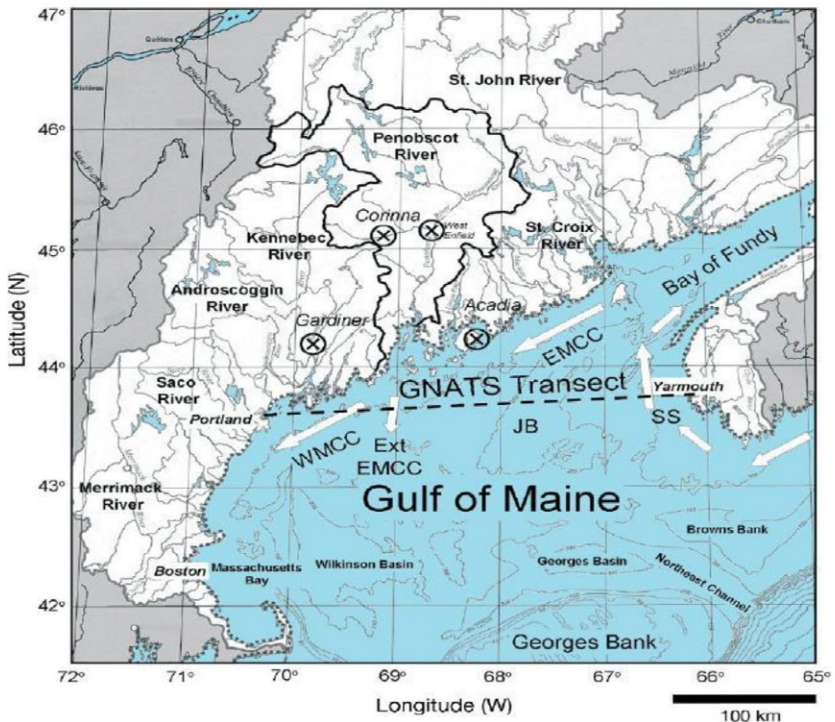 47°
46°
45°
44°
43°
42°
Latitude (N)
Québec
Chatham
St. John River
Penobscot
River
Corinna
West
Enfield
Kennebec
River
St. Croix
River
Androscoggin
River
Gardiner
Acadia
Bay of Fundy
EMCC
GNATS Transect
Yarmouth
Saco
River
Portland
JB
SS
WMCC
Ext
EMCC
Merrimack
River
Gulf of Maine
Browns Bank
Boston
Massachusetts
Bay
Wilkinson Basin
Georges Basin
Northeast Channel
Georges Bank
72°
71°
70°
69°
68°
67°
66°
65°
Longitude (W)
100 km